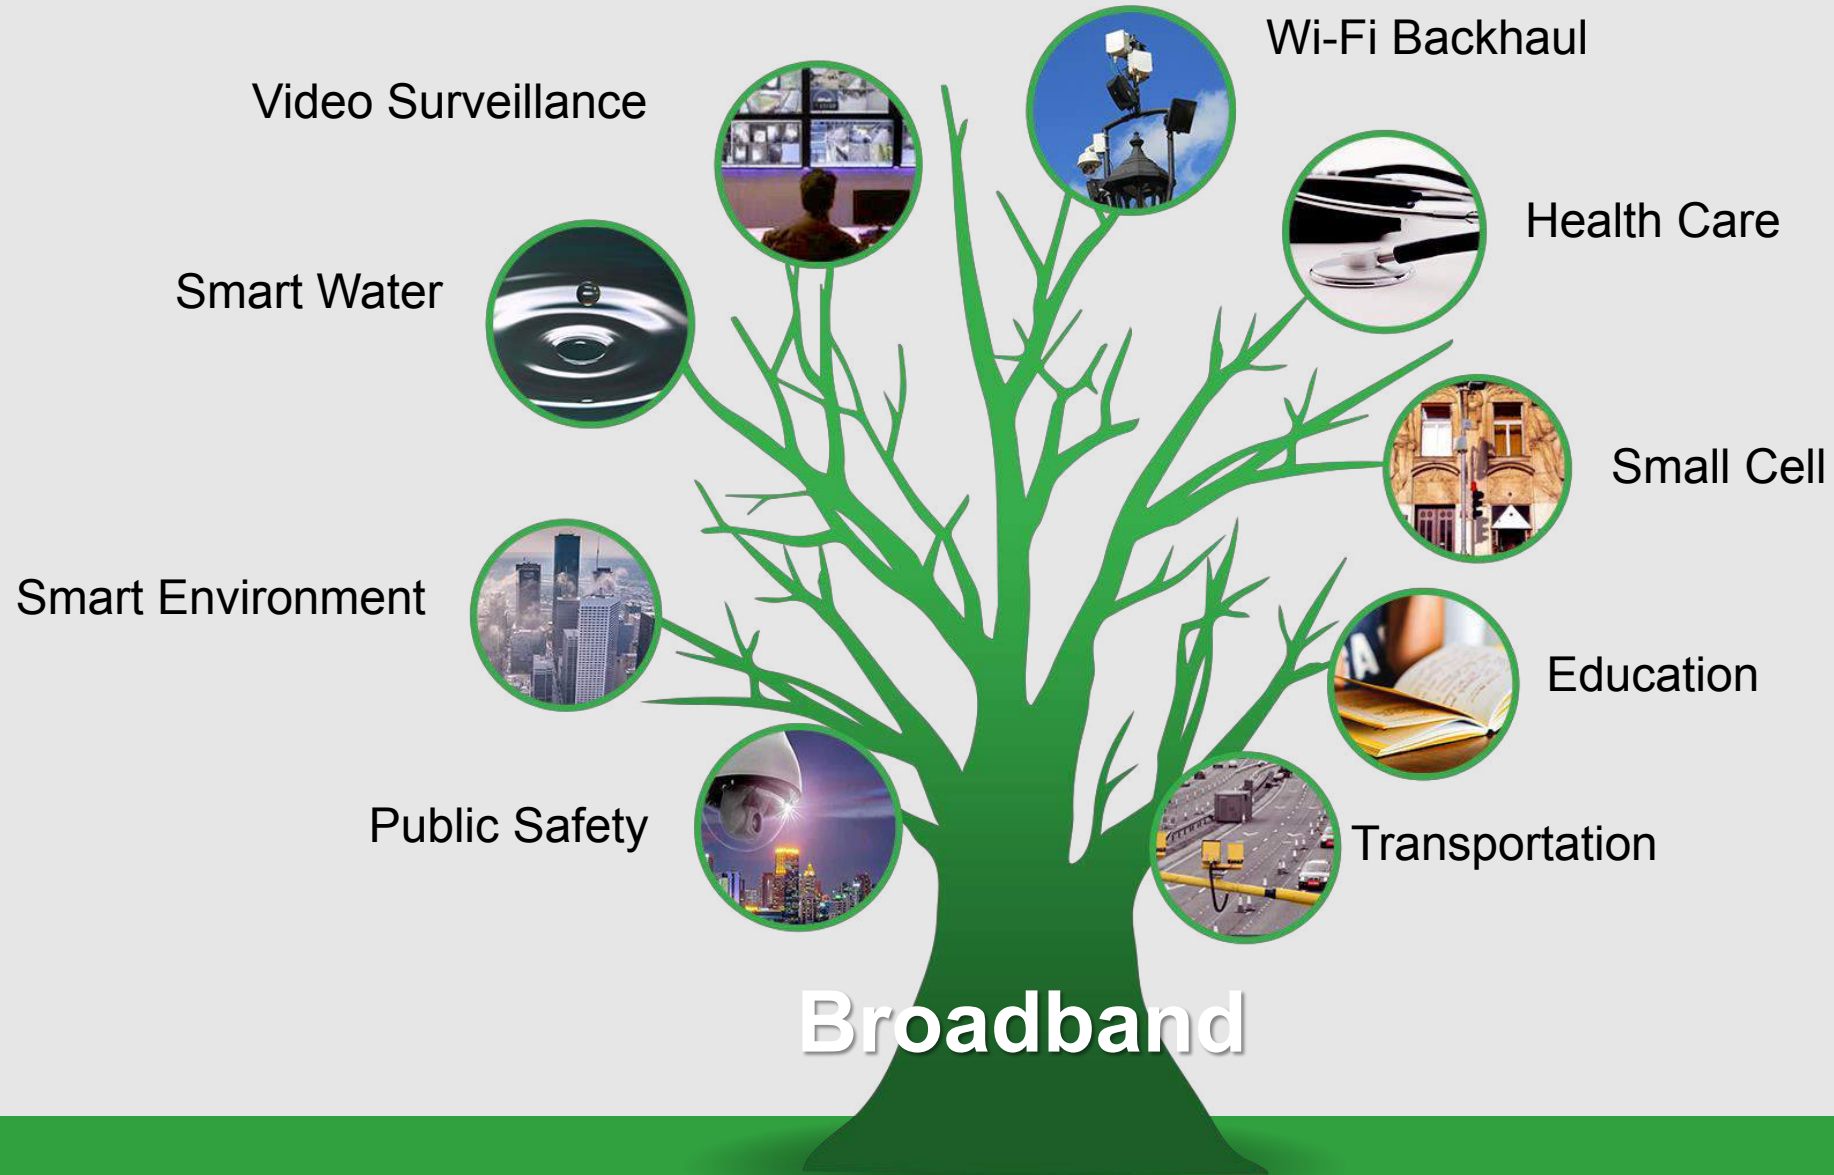 Wi-Fi Backhaul
Video Surveillance
Health Care
Smart Water
Small Cell
Smart Environment
Education
Public Safety
Transportation
Broadband